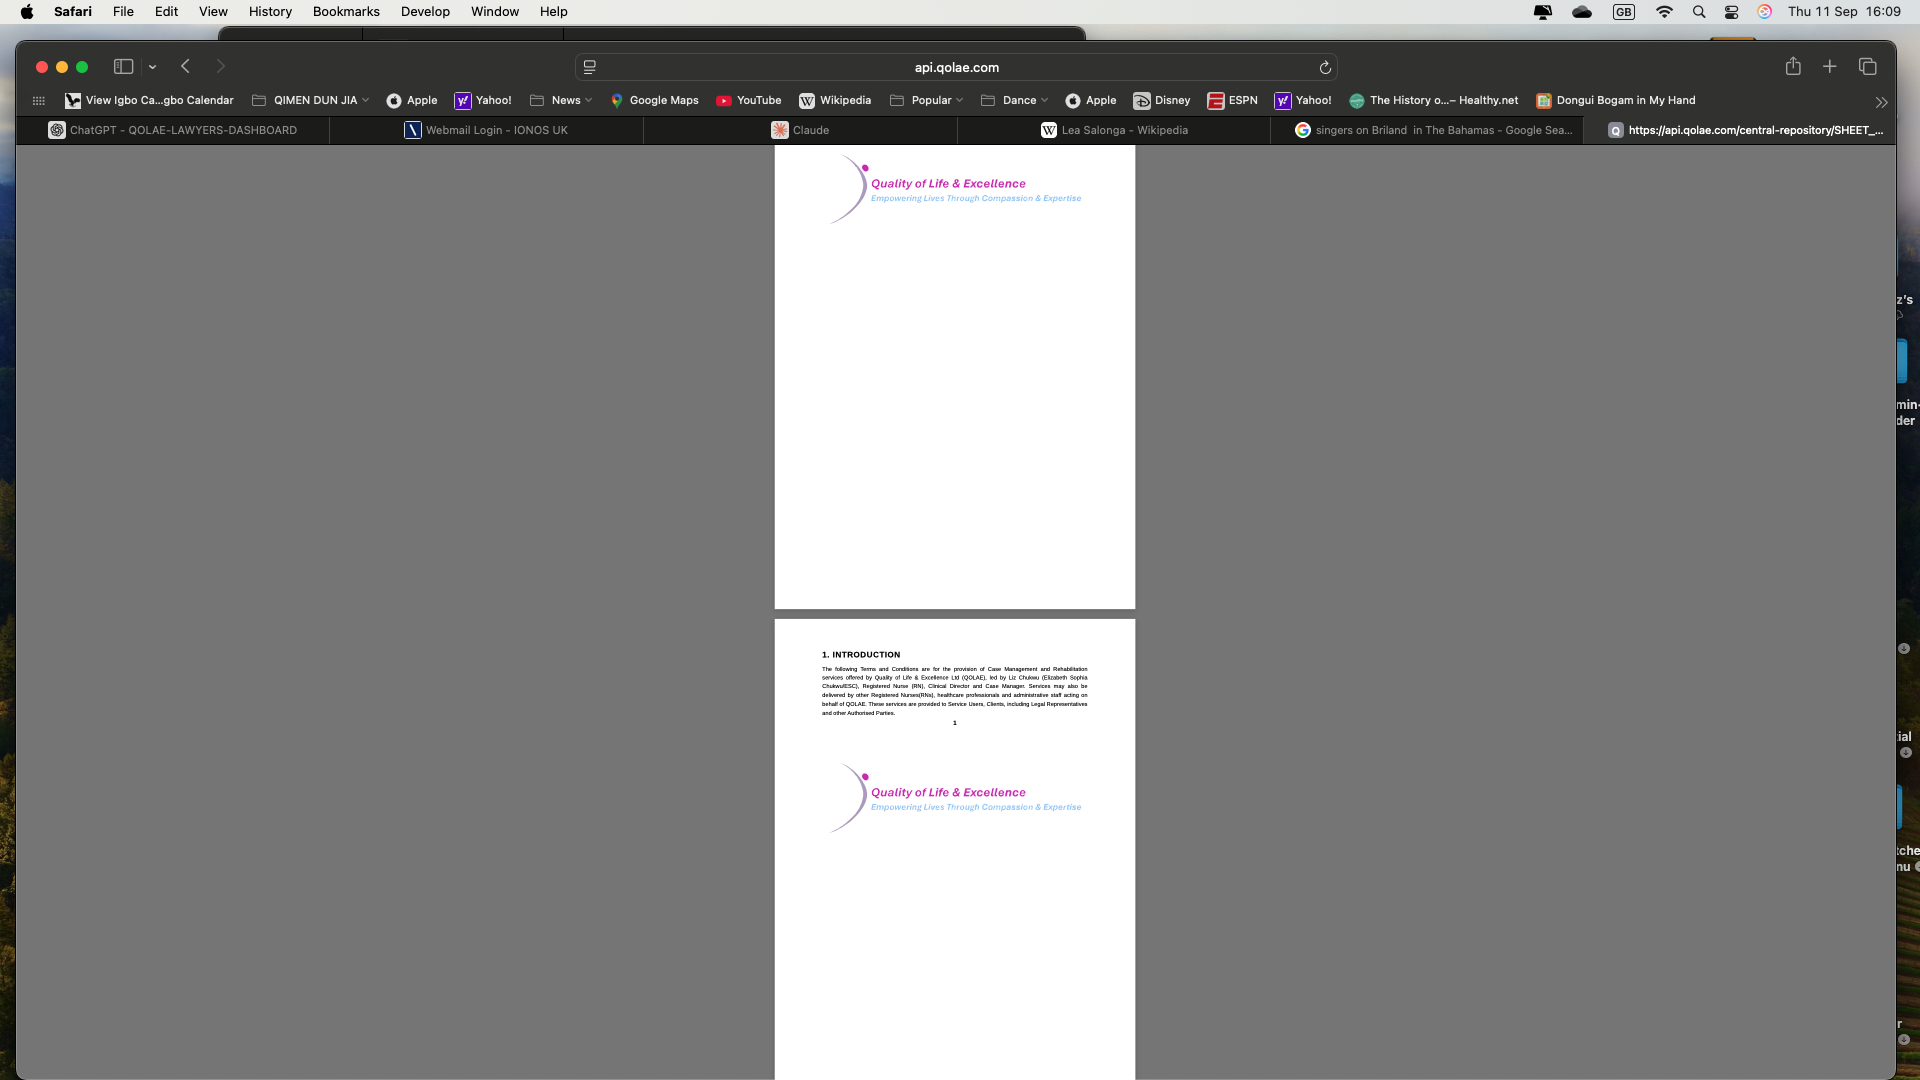 Safari File Edit View History Bookmarks Develop Window Help GB Thu 11 Sep 16:09
api.qolae.com
View Igbo Ca...gbo Calendar QIMEN DUN JIA Apple Yahoo! News Google Maps YouTube Wikipedia Popular Dance Apple Disney ESPN Yahoo! The History o...– Healthy.net Dongui Bogam in My Hand
ChatGPT - QOLAE-LAWYERS-DASHBOARD Webmail Login - IONOS UK Claude Lea Salonga - Wikipedia singers on Briland in The Bahamas - Google Sea... https://api.qolae.com/central-repository/SHEET_...
Quality of Life & Excellence
Empowering Lives Through Compassion & Expertise
1. INTRODUCTION
The following Terms and Conditions are for the provision of Case Management and Rehabilitation
services offered by Quality of Life & Excellence Ltd (QOLAE), led by Liz Chukwu (Elizabeth Sophia
Chukwu/ESC), Registered Nurse (RN), Clinical Director and Case Manager. Services may also be
delivered by other Registered Nurses(RNs), healthcare professionals and administrative staff acting on
behalf of QOLAE. These services are provided to Service Users, Clients, including Legal Representatives
and other Authorised Parties.
1
Quality of Life & Excellence
Empowering Lives Through Compassion & Expertise